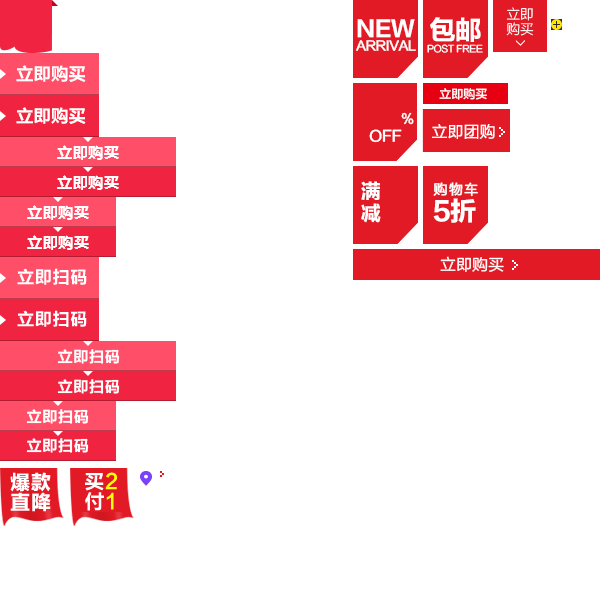 立即购买
立即购买
立即购买
立即购买
立即购买
立即购买
立即扫码
立即扫码
立即扫码
立即扫码
立即扫码
立即扫码
爆款
直降
买2
付1
NEW
ARRIVAL
包邮
POST FREE
立即
购买
%
OFF
立即购买
立即团购
满
减
购物车
5折
立即购买